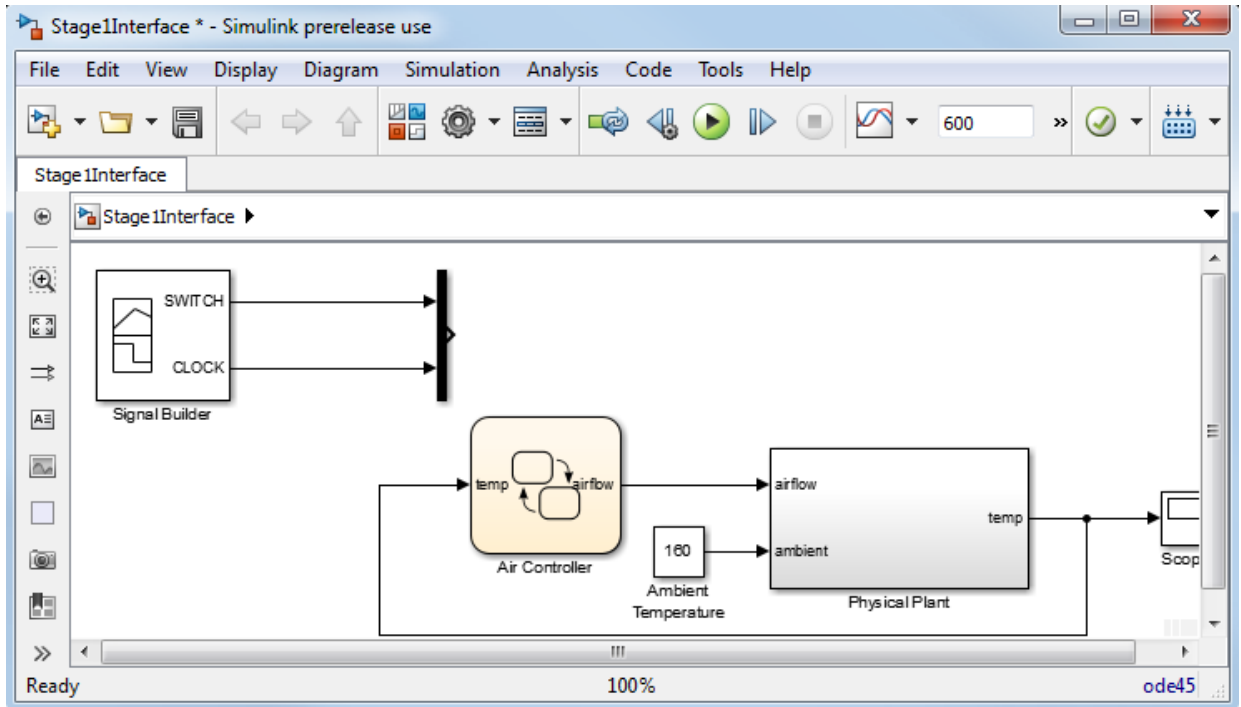 Stage1Interface * - Simulink prerelease use
File Edit View Display Diagram Simulation Analysis Code Tools Help
600 »
Stage1Interface
Stage1Interface
SWITCH
CLOCK
Signal Builder
temp airflow
Air Controller
160
Ambient
Temperature
airflow
ambient
temp
Physical Plant
Scop
A
»
Ready 100% ode45